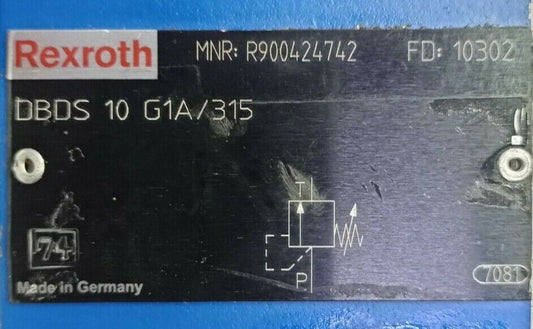 Rexroth MNR: R900424742 FD: 10302
DBDS 10 G1A/315
T
74
P
Made in Germany 7081